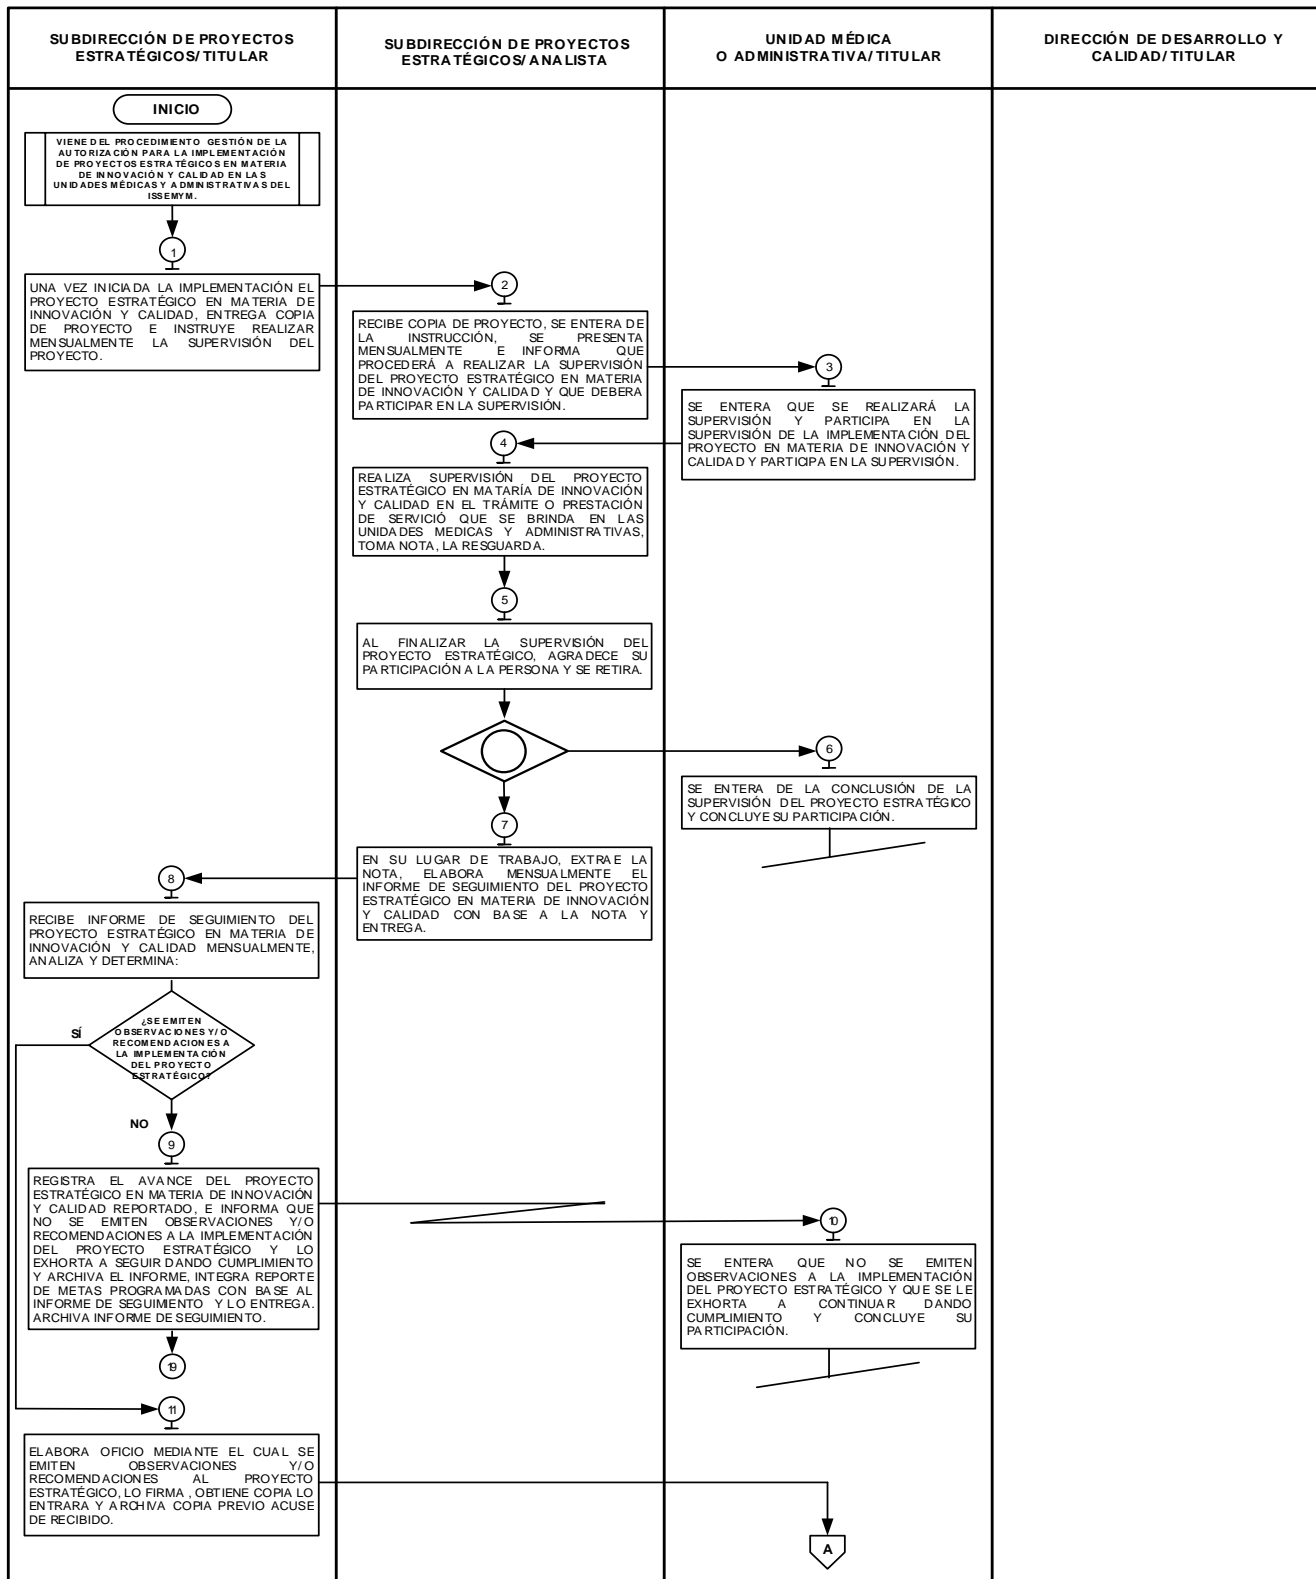 SUBDIRECCIÓN DE PROYECTOS
ESTRATÉGICOS/TITULAR
SUBDIRECCIÓN DE PROYECTOS
ESTRATÉGICOS/ANALISTA
UNIDAD MÉDICA
O ADMINISTRATIVA/TITULAR
DIRECCIÓN DE DESARROLLO Y
CALIDAD/TITULAR
INICIO
VIENE DEL PROCEDIMIENTO GESTIÓN DE LA
AUTORIZACIÓN PARA LA IMPLEMENTACIÓN
DE PROYECTOS ESTRATÉGICOS EN MATERIA
DE INNOVACIÓN Y CALIDAD EN LAS
UNIDADES MÉDICAS Y ADMINISTRATIVAS DEL
ISSEMYM.
1
UNA VEZ INICIADA LA IMPLEMENTACIÓN EL
PROYECTO ESTRATÉGICO EN MATERIA DE
INNOVACIÓN Y CALIDAD, ENTREGA COPIA
DE PROYECTO E INSTRUYE REALIZAR
MENSUALMENTE LA SUPERVISIÓN DEL
PROYECTO.
2
RECIBE COPIA DE PROYECTO, SE ENTERA DE
LA INSTRUCCIÓN, SE PRESENTA
MENSUALMENTE E INFORMA QUE
PROCEDERÁ A REALIZAR LA SUPERVISIÓN
DEL PROYECTO ESTRATÉGICO EN MATERIA
DE INNOVACIÓN Y CALIDAD Y QUE DEBERA
PARTICIPAR EN LA SUPERVISIÓN.
3
SE ENTERA QUE SE REALIZARÁ LA
SUPERVISIÓN Y PARTICIPA EN LA
SUPERVISIÓN DE LA IMPLEMENTACIÓN DEL
PROYECTO EN MATERIA DE INNOVACIÓN Y
CALIDAD Y PARTICIPA EN LA SUPERVISIÓN.
4
REALIZA SUPERVISIÓN DEL PROYECTO
ESTRATÉGICO EN MATARÍA DE INNOVACIÓN
Y CALIDAD EN EL TRÁMITE O PRESTACIÓN
DE SERVICIÓ QUE SE BRINDA EN LAS
UNIDADES MEDICAS Y ADMINISTRATIVAS,
TOMA NOTA, LA RESGUARDA.
5
AL FINALIZAR LA SUPERVISIÓN DEL
PROYECTO ESTRATÉGICO, AGRADECE SU
PARTICIPACIÓN A LA PERSONA Y SE RETIRA.
6
SE ENTERA DE LA CONCLUSIÓN DE LA
SUPERVISIÓN DEL PROYECTO ESTRATÉGICO
Y CONCLUYE SU PARTICIPACIÓN.
7
EN SU LUGAR DE TRABAJO, EXTRAE LA
NOTA, ELABORA MENSUALMENTE EL
INFORME DE SEGUIMIENTO DEL PROYECTO
ESTRATÉGICO EN MATERIA DE INNOVACIÓN
Y CALIDAD CON BASE A LA NOTA Y
ENTREGA.
8
RECIBE INFORME DE SEGUIMIENTO DEL
PROYECTO ESTRATÉGICO EN MATERIA DE
INNOVACIÓN Y CALIDAD MENSUALMENTE,
ANALIZA Y DETERMINA:
¿SE EMITEN
OBSERVACIONES Y/O
RECOMENDACIONES A
LA IMPLEMENTACIÓN
DEL PROYECTO
ESTRATÉGICO?
SÍ
NO
9
REGISTRA EL AVANCE DEL PROYECTO
ESTRATÉGICO EN MATERIA DE INNOVACIÓN
Y CALIDAD REPORTADO, E INFORMA QUE
NO SE EMITEN OBSERVACIONES Y/O
RECOMENDACIONES A LA IMPLEMENTACIÓN
DEL PROYECTO ESTRATÉGICO Y LO
EXHORTA A SEGUIR DANDO CUMPLIMIENTO
Y ARCHIVA EL INFORME, INTEGRA REPORTE
DE METAS PROGRAMADAS CON BASE AL
INFORME DE SEGUIMIENTO Y LO ENTREGA.
ARCHIVA INFORME DE SEGUIMIENTO.
10
SE ENTERA QUE NO SE EMITEN
OBSERVACIONES A LA IMPLEMENTACIÓN
DEL PROYECTO ESTRATÉGICO Y QUE SE LE
EXHORTA A CONTINUAR DANDO
CUMPLIMIENTO Y CONCLUYE SU
PARTICIPACIÓN.
19
11
ELABORA OFICIO MEDIANTE EL CUAL SE
EMITEN OBSERVACIONES Y/O
RECOMENDACIONES AL PROYECTO
ESTRATÉGICO, LO FIRMA , OBTIENE COPIA LO
ENTRARA Y ARCHIVA COPIA PREVIO ACUSE
DE RECIBIDO.
A